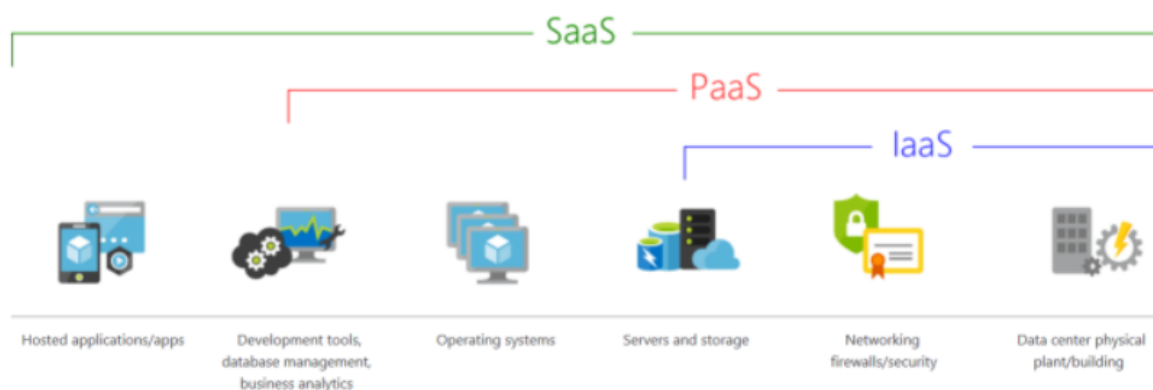 SaaS
PaaS
IaaS
Hosted applications/apps
Development tools,
database management,
business analytics
Operating systems
Servers and storage
Networking
firewalls/security
Data center physical
plant/building